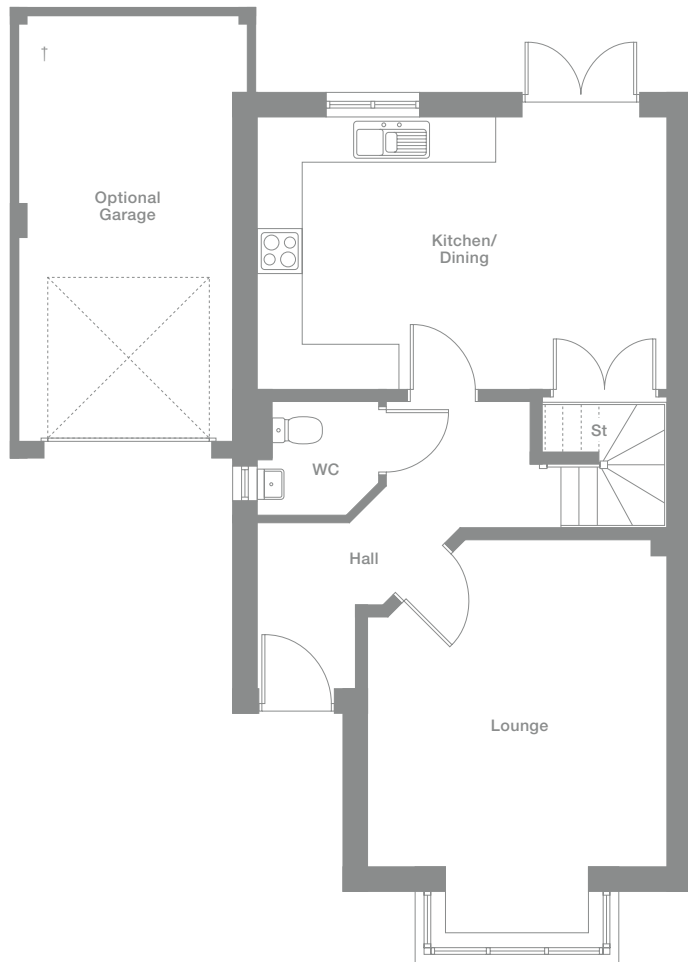 †
Optional
Garage
Kitchen/
Dining
St
WC
Hall
Lounge